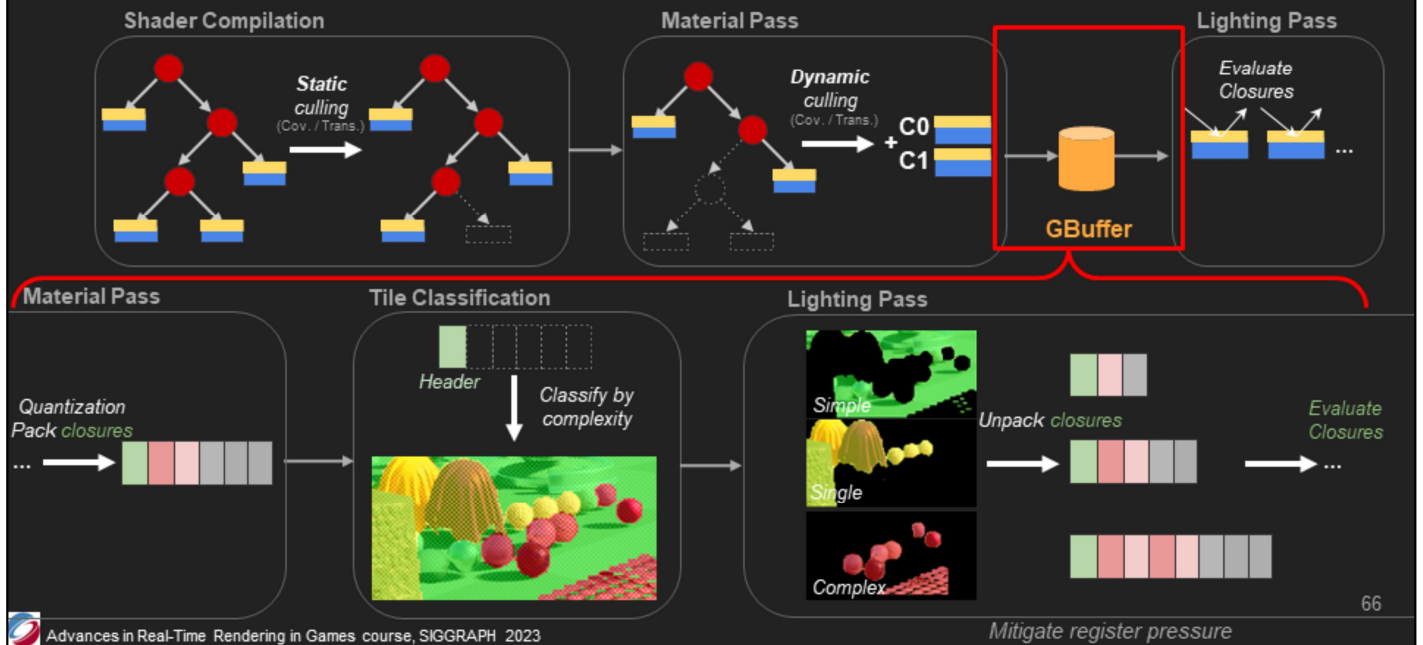 Shader Compilation
Material Pass
Lighting Pass
Static
culling
(Cov. / Trans.)
Dynamic
culling
(Cov. / Trans.)
+
C0
C1
GBuffer
Evaluate
Closures
...
Material Pass
Tile Classification
Lighting Pass
Quantization
Pack closures
...
Header
Classify by
complexity
Simple
Single
Complex
Unpack closures
Evaluate
Closures
...
66
Advances in Real-Time Rendering in Games course, SIGGRAPH 2023
Mitigate register pressure